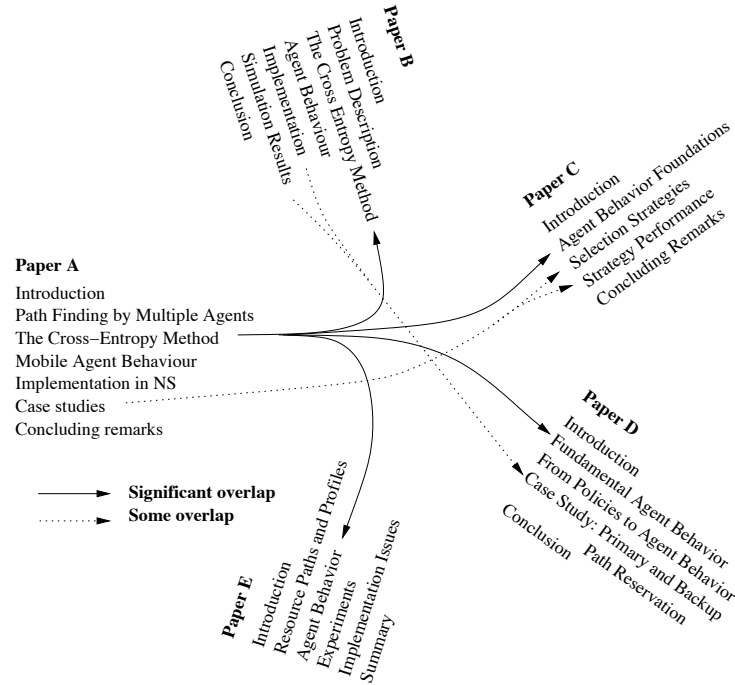 Paper B
Introduction
Problem Description
The Cross Entropy Method
Agent Behaviour
Implementation
Simulation Results
Conclusion
Paper C
Introduction
Agent Behavior Foundations
Selection Strategies
Strategy Performance
Concluding Remarks
Paper A
Introduction
Path Finding by Multiple Agents
The Cross−Entropy Method
Mobile Agent Behaviour
Implementation in NS
Case studies
Concluding remarks
Significant overlap
Some overlap
Paper D
Introduction
Fundamental Agent Behavior
From Policies to Agent Behavior
Case Study: Primary and Backup
Path Reservation
Conclusion
Paper E
Introduction
Resource Paths and Profiles
Agent Behavior
Experiments
Implementation Issues
Summary